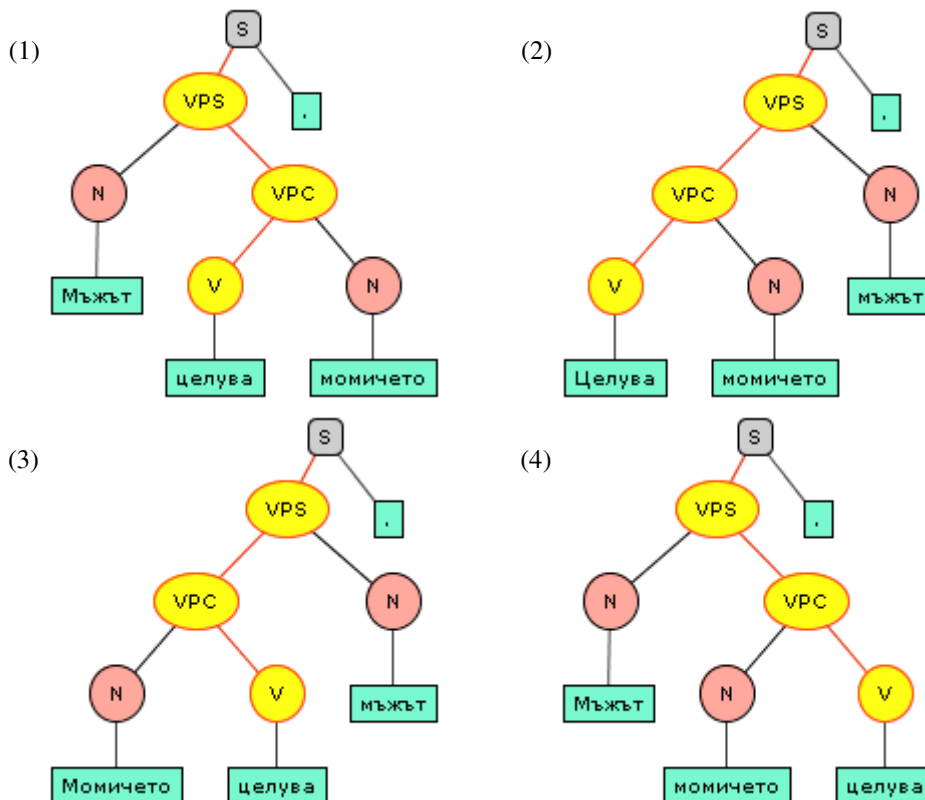 (1)
S
VPS
.
N
VPC
Мъжът
V
N
целува
момичето
(2)
S
VPS
.
VPC
N
V
N
мъжът
Целува
момичето
(3)
S
VPS
.
VPC
N
N
V
мъжът
Момичето
целува
(4)
S
VPS
.
N
VPC
Мъжът
N
V
момичето
целува